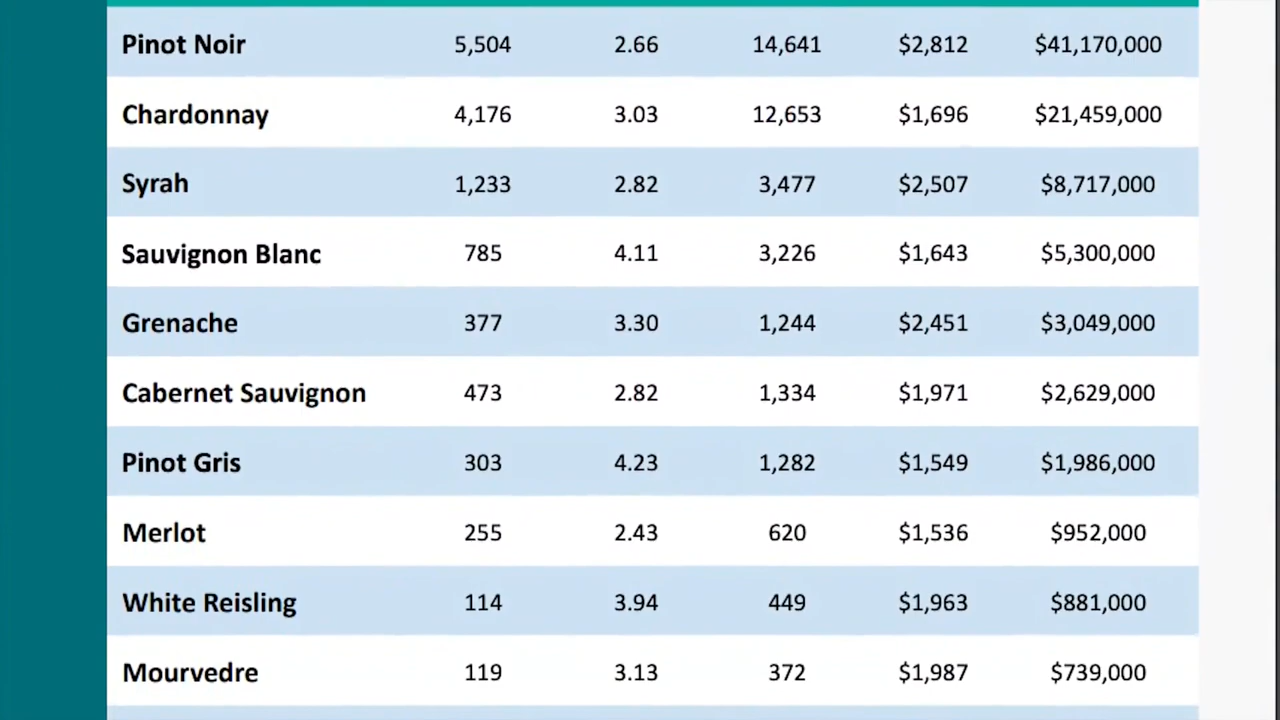 Pinot Noir 5,504 2.66 14,641 $2,812 $41,170,000
Chardonnay 4,176 3.03 12,653 $1,696 $21,459,000
Syrah 1,233 2.82 3,477 $2,507 $8,717,000
Sauvignon Blanc 785 4.11 3,226 $1,643 $5,300,000
Grenache 377 3.30 1,244 $2,451 $3,049,000
Cabernet Sauvignon 473 2.82 1,334 $1,971 $2,629,000
Pinot Gris 303 4.23 1,282 $1,549 $1,986,000
Merlot 255 2.43 620 $1,536 $952,000
White Reisling 114 3.94 449 $1,963 $881,000
Mourvedre 119 3.13 372 $1,987 $739,000